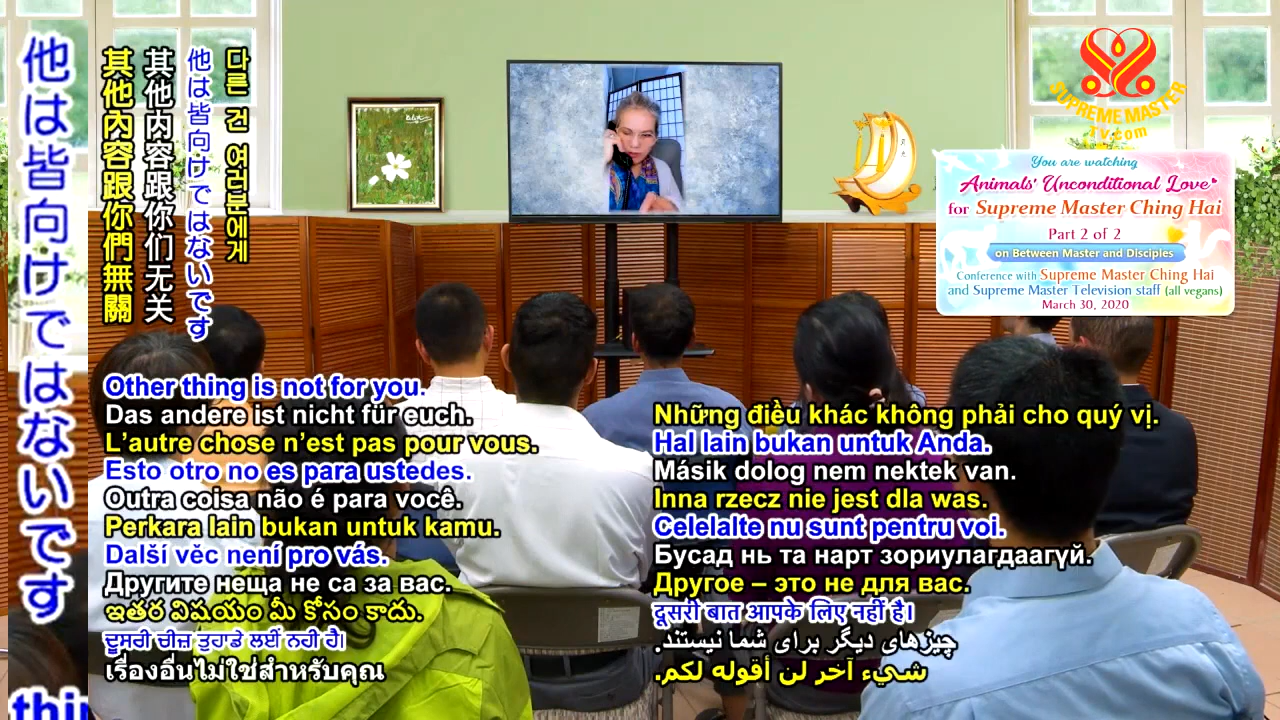 他は皆向けではないです
其他內容跟你們無關
其他内容跟你们无关
他は皆向けではないです
다른 건 여러분에게
SUPREME MASTER
TV.com
You are watching
Animals' Unconditional Love
for Supreme Master Ching Hai
Part 2 of 2
on Between Master and Disciples
Conference with Supreme Master Ching Hai
and Supreme Master Television staff (all vegans)
March 30, 2020
Other thing is not for you.
Das andere ist nicht für euch.
L'autre chose n'est pas pour vous.
Esto otro no es para ustedes.
Outra coisa não é para você.
Perkara lain bukan untuk kamu.
Další věc není pro vás.
Другите неща не са за вас.
ఇతర విషయం మీ కోసం కాదు.
ਦੂਸਰੀ ਚੀਜ਼ ਤੁਹਾਡੇ ਲਈ ਨਹੀ ਹੈ।
เรื่องอื่นไม่ใช่สำหรับคุณ
Những điều khác không phải cho quý vị.
Hal lain bukan untuk Anda.
Másik dolog nem nektek van.
Inna rzecz nie jest dla was.
Celelalte nu sunt pentru voi.
Бусад нь та нарт зориулагдаагүй.
Другое – это не для вас.
दूसरी बात आपके लिए नहीं है।
چیزهای دیگر برای شما نیستند.
شيء آخر لن أقوله لكم.